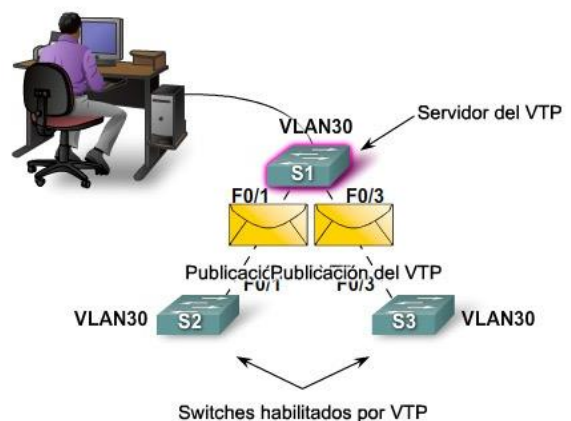 Servidor del VTP
VLAN30
S1
F0/1
F0/3
Publicación del VTP
F0/1
F0/3
VLAN30
S2
S3
VLAN30
Switches habilitados por VTP